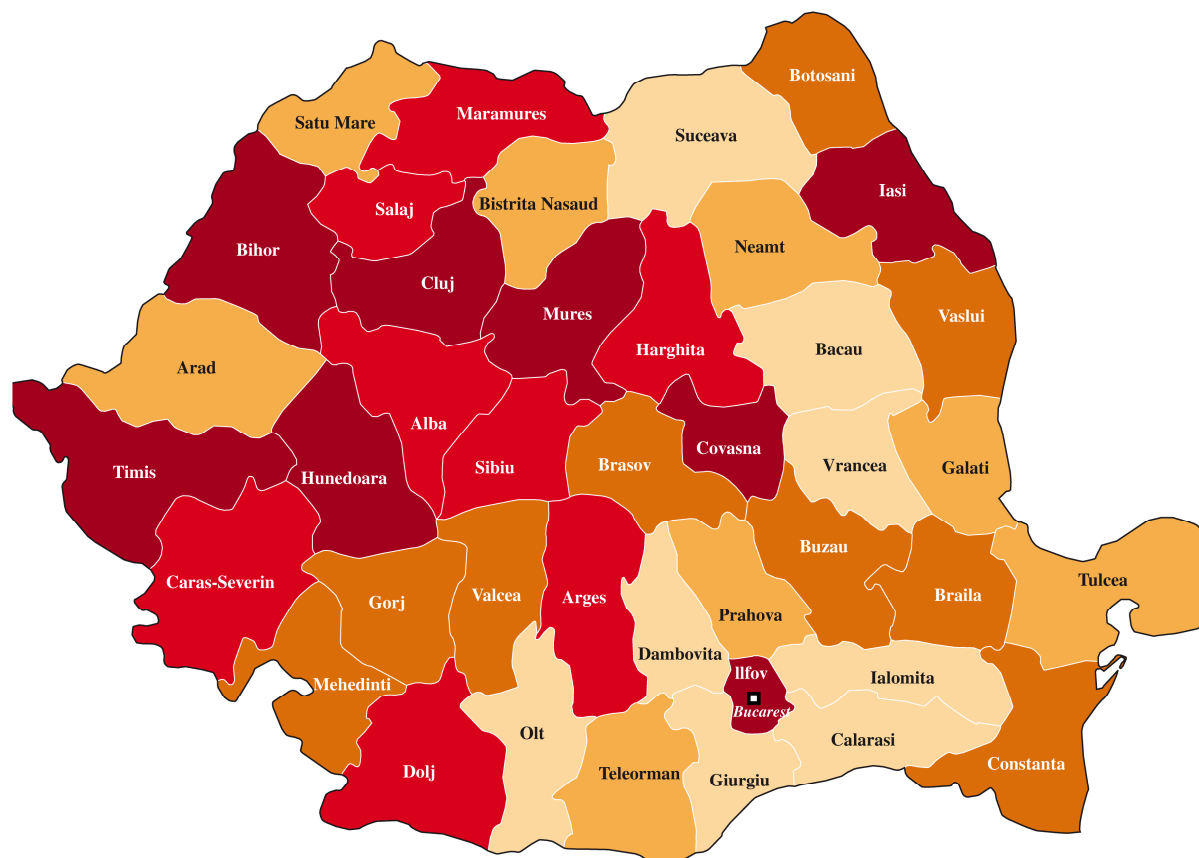 Botosani
Maramures
Satu Mare
Suceava
Iasi
Salaj
Bistrita Nasaud
Neamt
Bihor
Cluj
Mures
Vaslui
Harghita
Bacau
Arad
Alba
Covasna
Timis
Hunedoara
Sibiu
Brasov
Vrancea
Galati
Buzau
Caras-Severin
Tulcea
Gorj
Valcea
Arges
Braila
Prahova
Dambovita
llfov
Ialomita
Mehedinti
Bucarest
Olt
Calarasi
Dolj
Teleorman
Giurgiu
Constanta